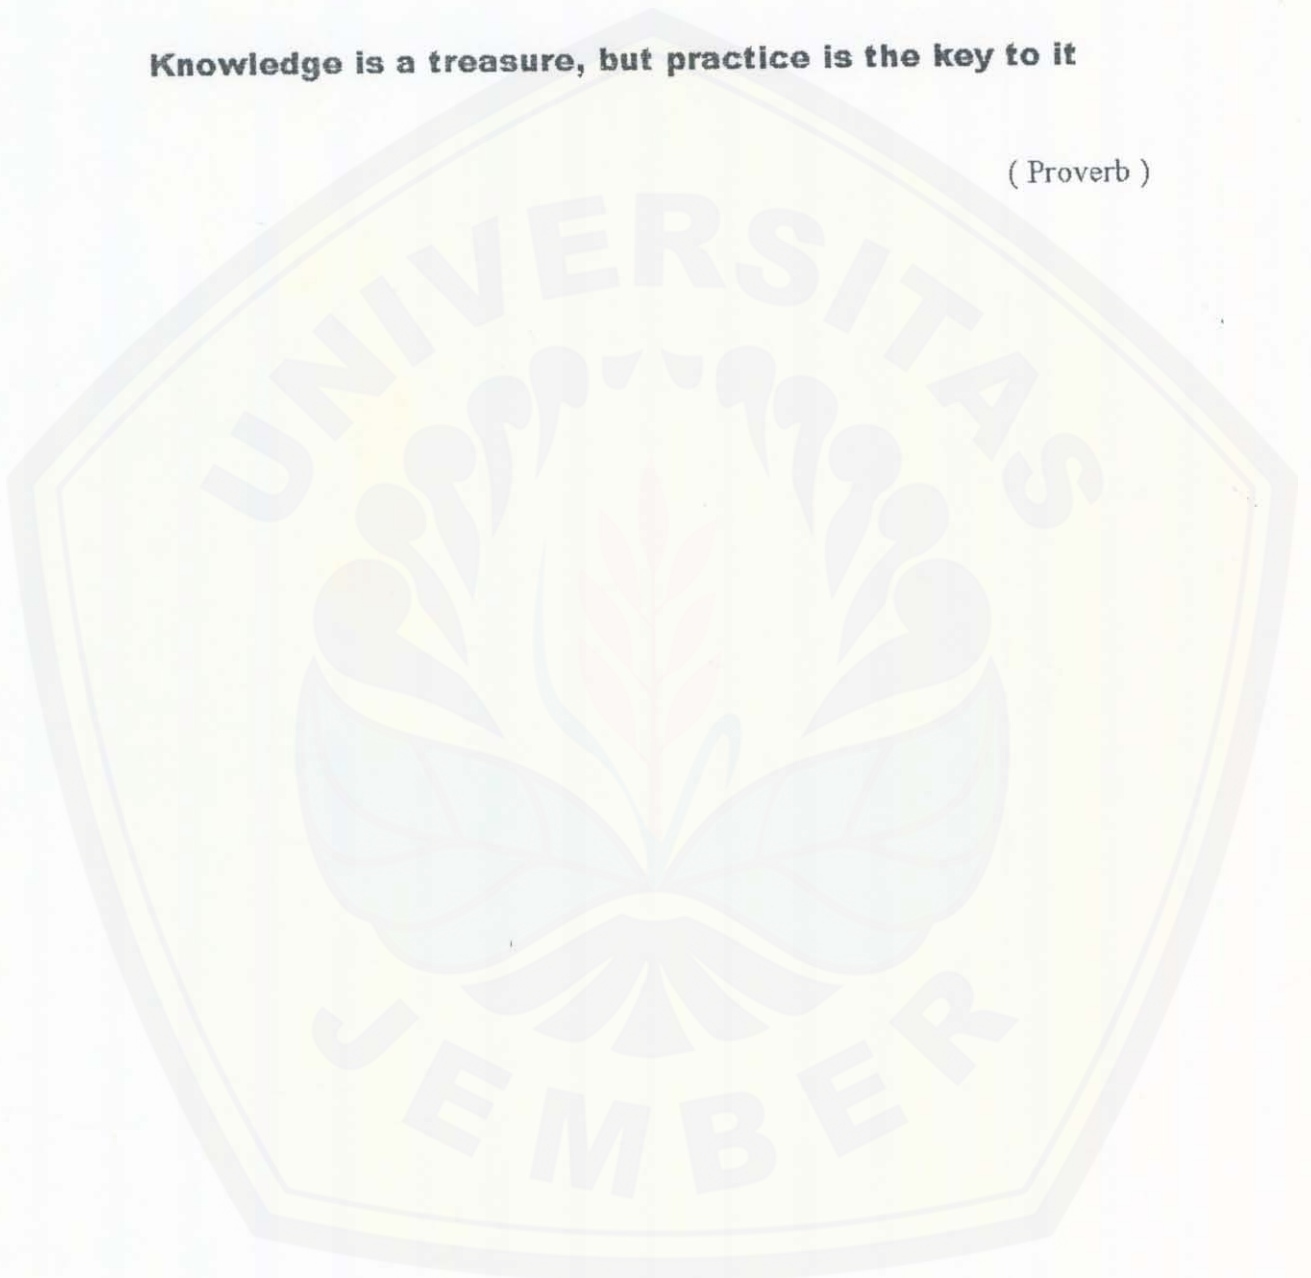 Knowledge is a treasure, but practice is the key to it
( Proverb )
UNIVERSITAS
JEMBER